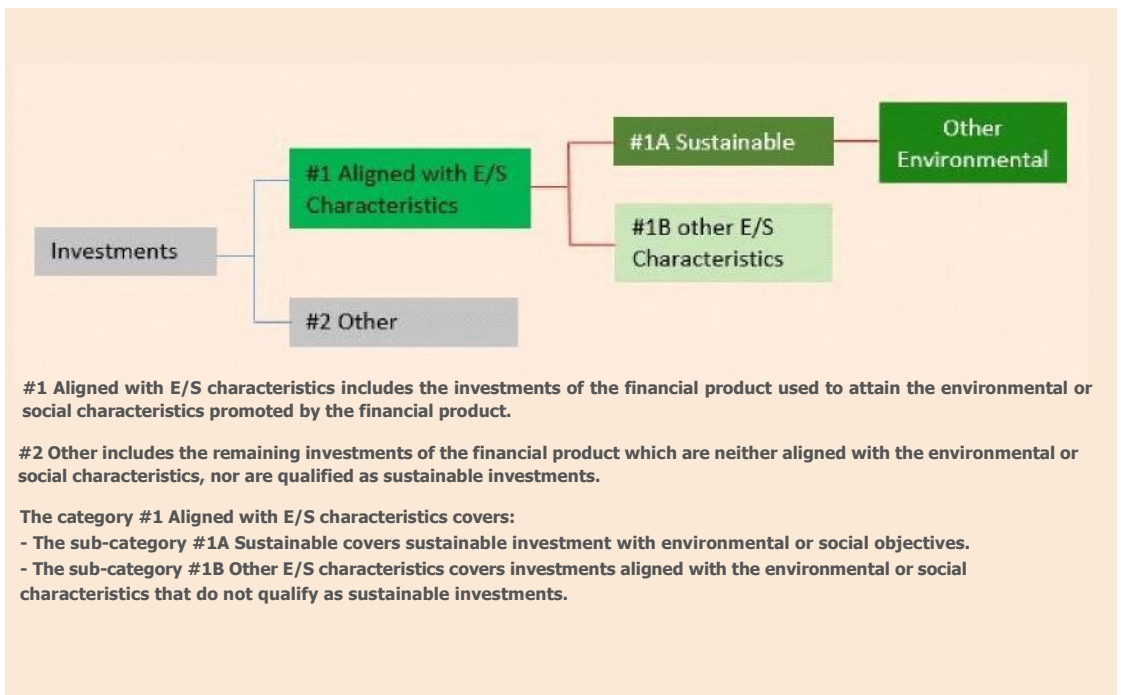 Other
Environmental
#1A Sustainable
#1 Aligned with E/S
Characteristics
#1B other E/S
Characteristics
Investments
#2 Other
#1 Aligned with E/S characteristics includes the investments of the financial product used to attain the environmental or
social characteristics promoted by the financial product.
#2 Other includes the remaining investments of the financial product which are neither aligned with the environmental or
social characteristics, nor are qualified as sustainable investments.
The category #1 Aligned with E/S characteristics covers:
- The sub-category #1A Sustainable covers sustainable investment with environmental or social objectives.
- The sub-category #1B Other E/S characteristics covers investments aligned with the environmental or social
characteristics that do not qualify as sustainable investments.